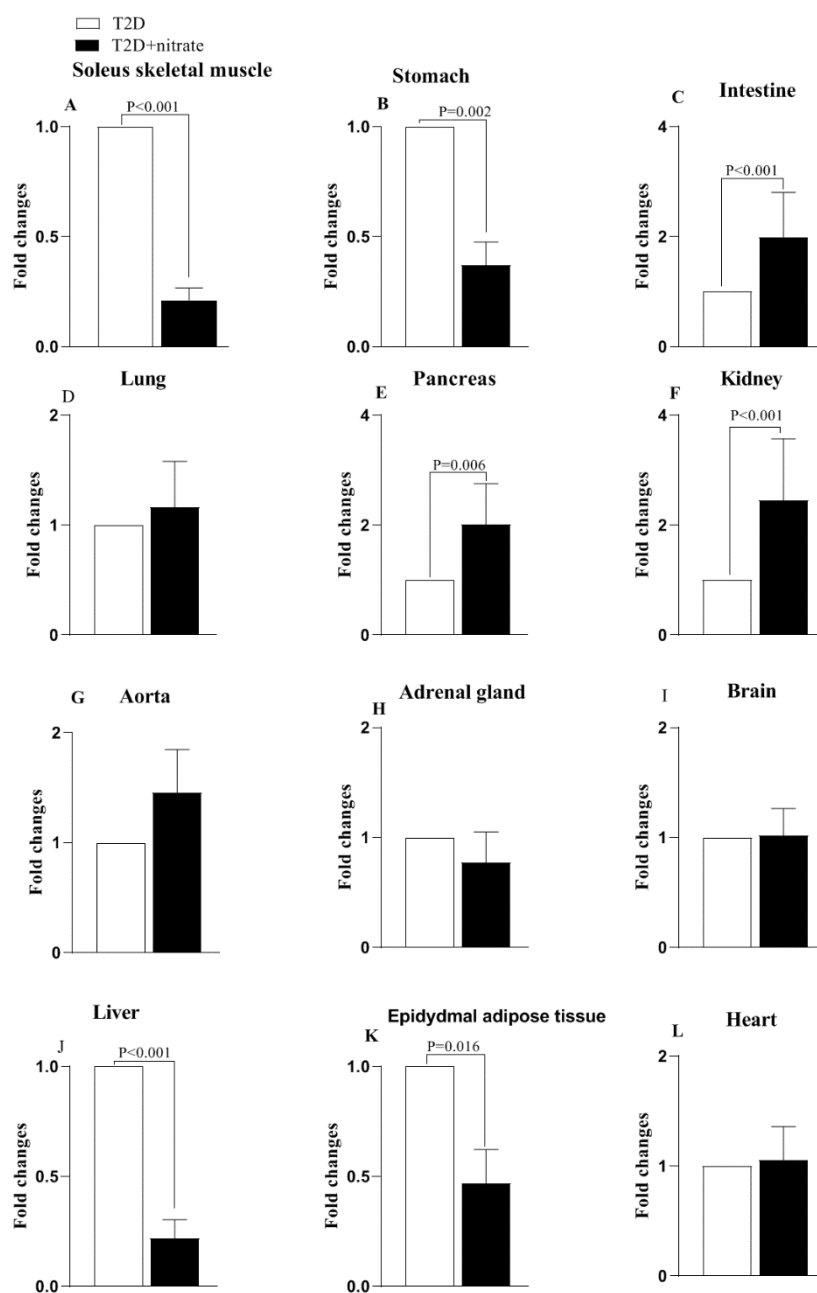 T2D
T2D+nitrate
Soleus skeletal muscle
Stomach
Intestine
A
P<0.001
1.0
0.5
0.0
Fold changes
B
P=0.002
1.0
0.5
0.0
Fold changes
C
P<0.001
4
2
0
Fold changes
Lung
Pancreas
Kidney
D
2
1
0
Fold changes
E
P=0.006
4
2
0
Fold changes
F
P<0.001
4
2
0
Fold changes
G
Aorta
2
1
0
Fold changes
H
Adrenal gland
2
1
0
Fold changes
I
Brain
2
1
0
Fold changes
Liver
J
P<0.001
1.0
0.5
0.0
Fold changes
Epidydmal adipose tissue
K
P=0.016
1.0
0.5
0.0
Fold changes
L
Heart
2
1
0
Fold changes